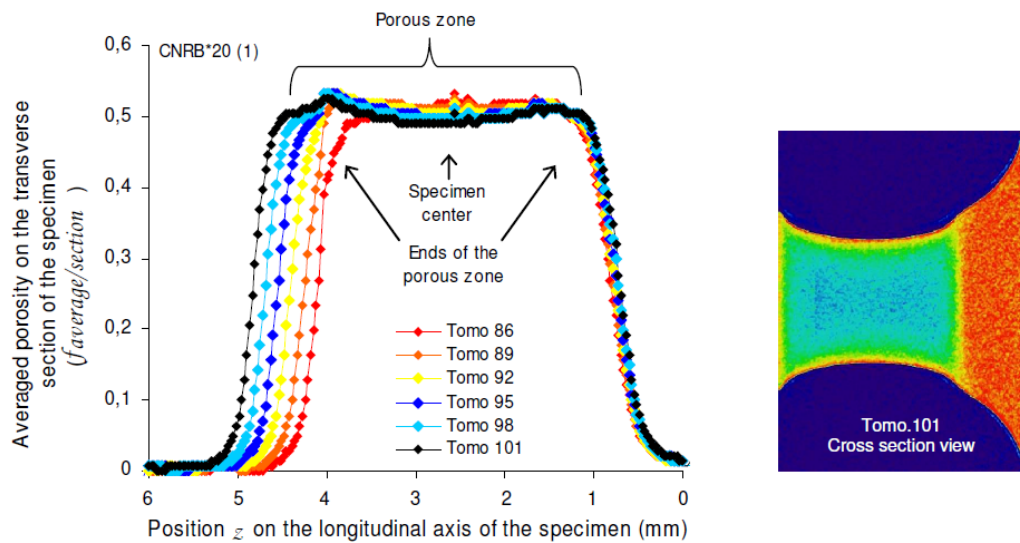 Porous zone
CNRB*20 (1)
0,6
0,5
0,4
0,3
0,2
0,1
0
Averaged porosity on the transverse
section of the specimen
(faverage/section)
Specimen
center
Ends of the
porous zone
Tomo 86
Tomo 89
Tomo 92
Tomo 95
Tomo 98
Tomo 101
6 5 4 3 2 1 0
Position z on the longitudinal axis of the specimen (mm)
Tomo.101
Cross section view